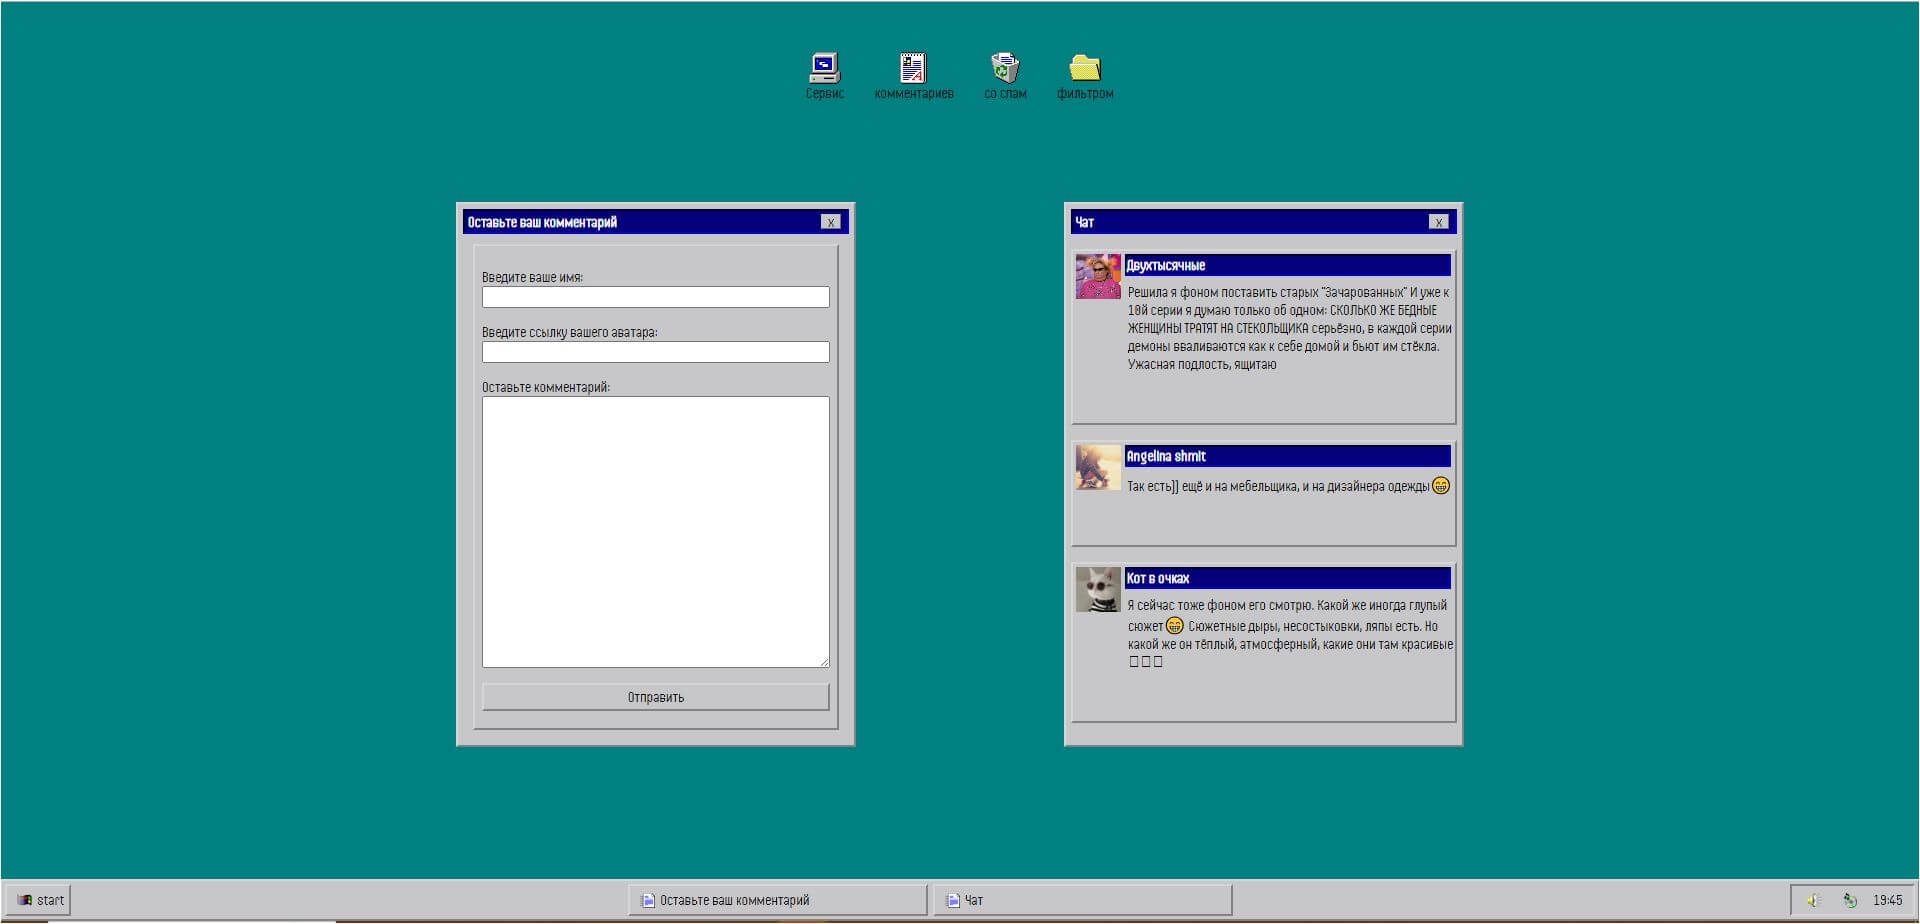 Сервис
комментариев
со спам
фильтром
Оставьте ваш комментарий
X
Введите ваше имя:
Введите ссылку вашего аватара:
Оставьте комментарий:
Отправить
Чат
X
Двухтысячные
Решила я фоном поставить старых "Зачарованных" И уже к
10й серии я думаю только об одном: СКОЛЬКО ЖЕ БЕДНЫЕ
ЖЕНЩИНЫ ТРАТЯТ НА СТЕКОЛЬЩИКА серьёзно, в каждой серии
демоны вваливаются как к себе домой и бьют им стёкла.
Ужасная подлость, ящитаю
Angelina shmit
Так есть)) ещё и на мебельщика, и на дизайнера одежды😁
Кот в очках
Я сейчас тоже фоном его смотрю. Какой же иногда глупый
сюжет😁 Сюжетные дыры, несостыковки, ляпы есть. Но
какой же он тёплый, атмосферный, какие они там красивые
start
Оставьте ваш комментарий
Чат
19:45